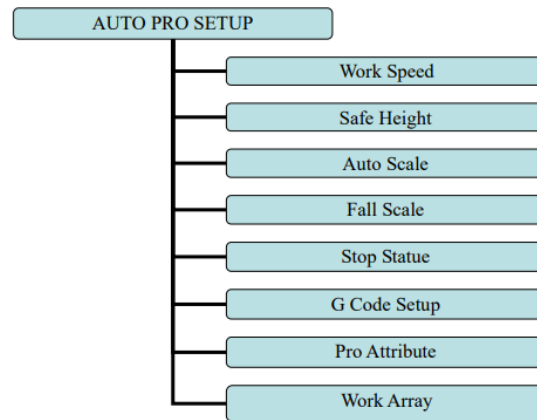 AUTO PRO SETUP
Work Speed
Safe Height
Auto Scale
Fall Scale
Stop Statue
G Code Setup
Pro Attribute
Work Array